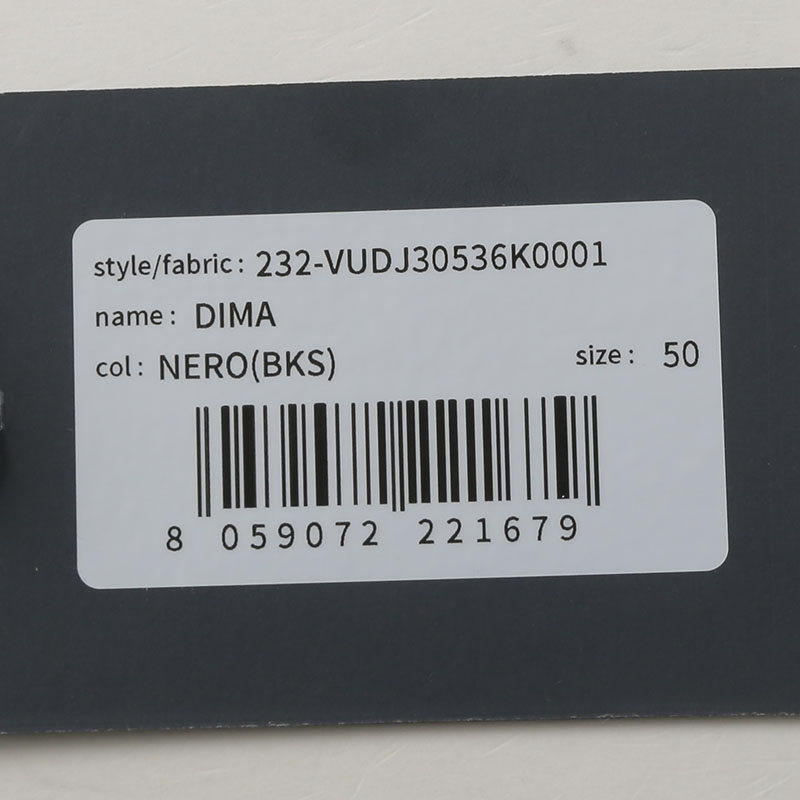 style/fabric: 232-VUDJ30536K0001
name: DIMA
col: NERO(BKS) size: 50
8 059072 221679